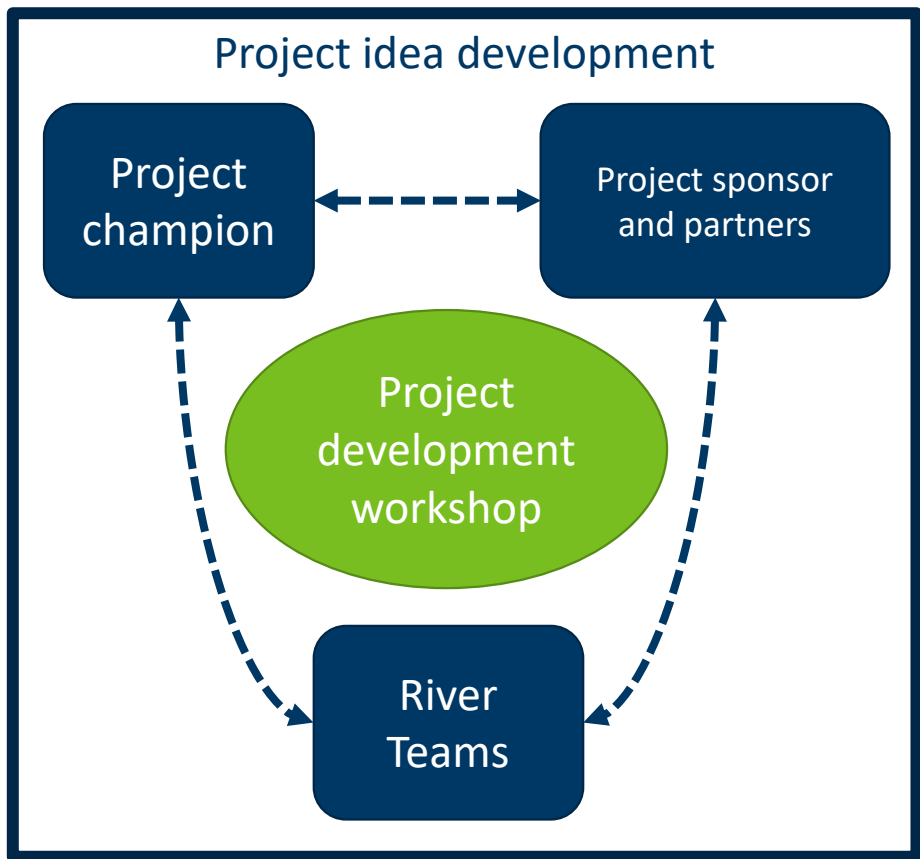 Project idea development
Project
champion
Project sponsor
and partners
Project
development
workshop
River
Teams